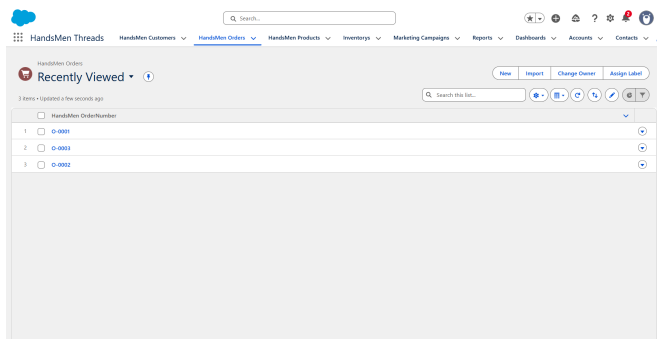 Search...
2
HandsMen Threads HandsMen Customers HandsMen Orders HandsMen Products Inventorys Marketing Campaigns Reports Dashboards Accounts Contacts
HandsMen Orders
Recently Viewed
New Import Change Owner Assign Label
3 items • Updated a few seconds ago
Search this list...
HandsMen OrderNumber
1 O-0001
2 O-0003
3 O-0002